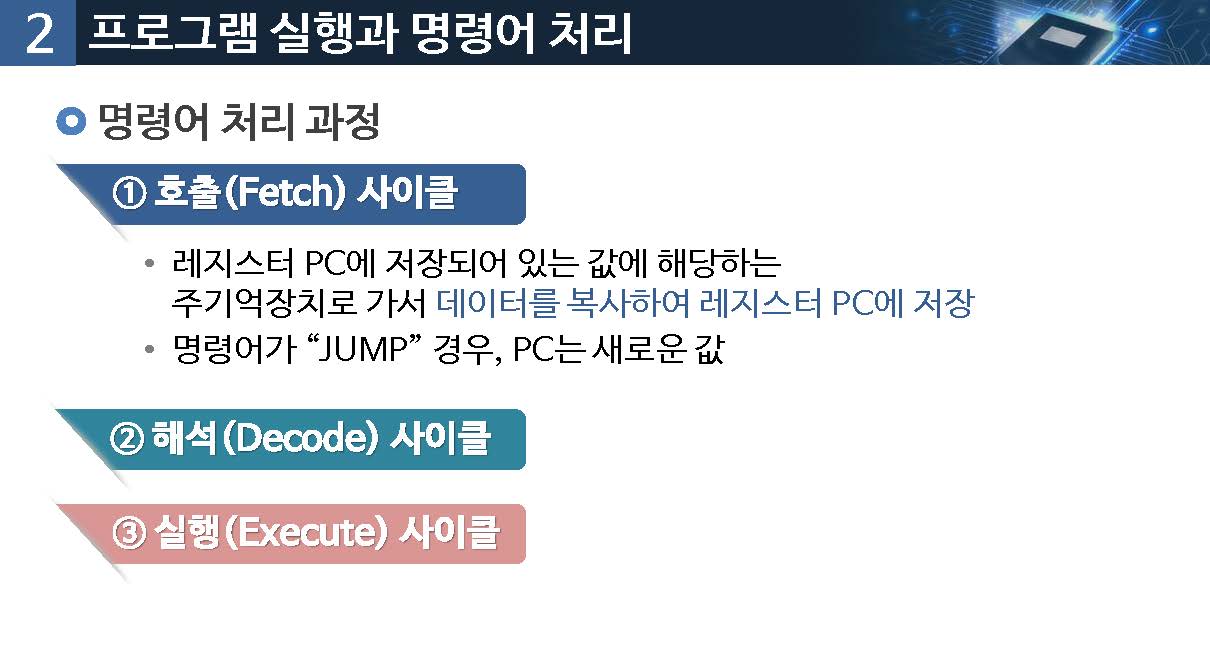 2 프로그램 실행과 명령어 처리
명령어 처리 과정
① 호출(Fetch) 사이클
• 레지스터 PC에 저장되어 있는 값에 해당하는
주기억장치로 가서 데이터를 복사하여 레지스터 PC에 저장
• 명령어가 “JUMP” 경우, PC는 새로운 값
② 해석(Decode) 사이클
③ 실행(Execute) 사이클